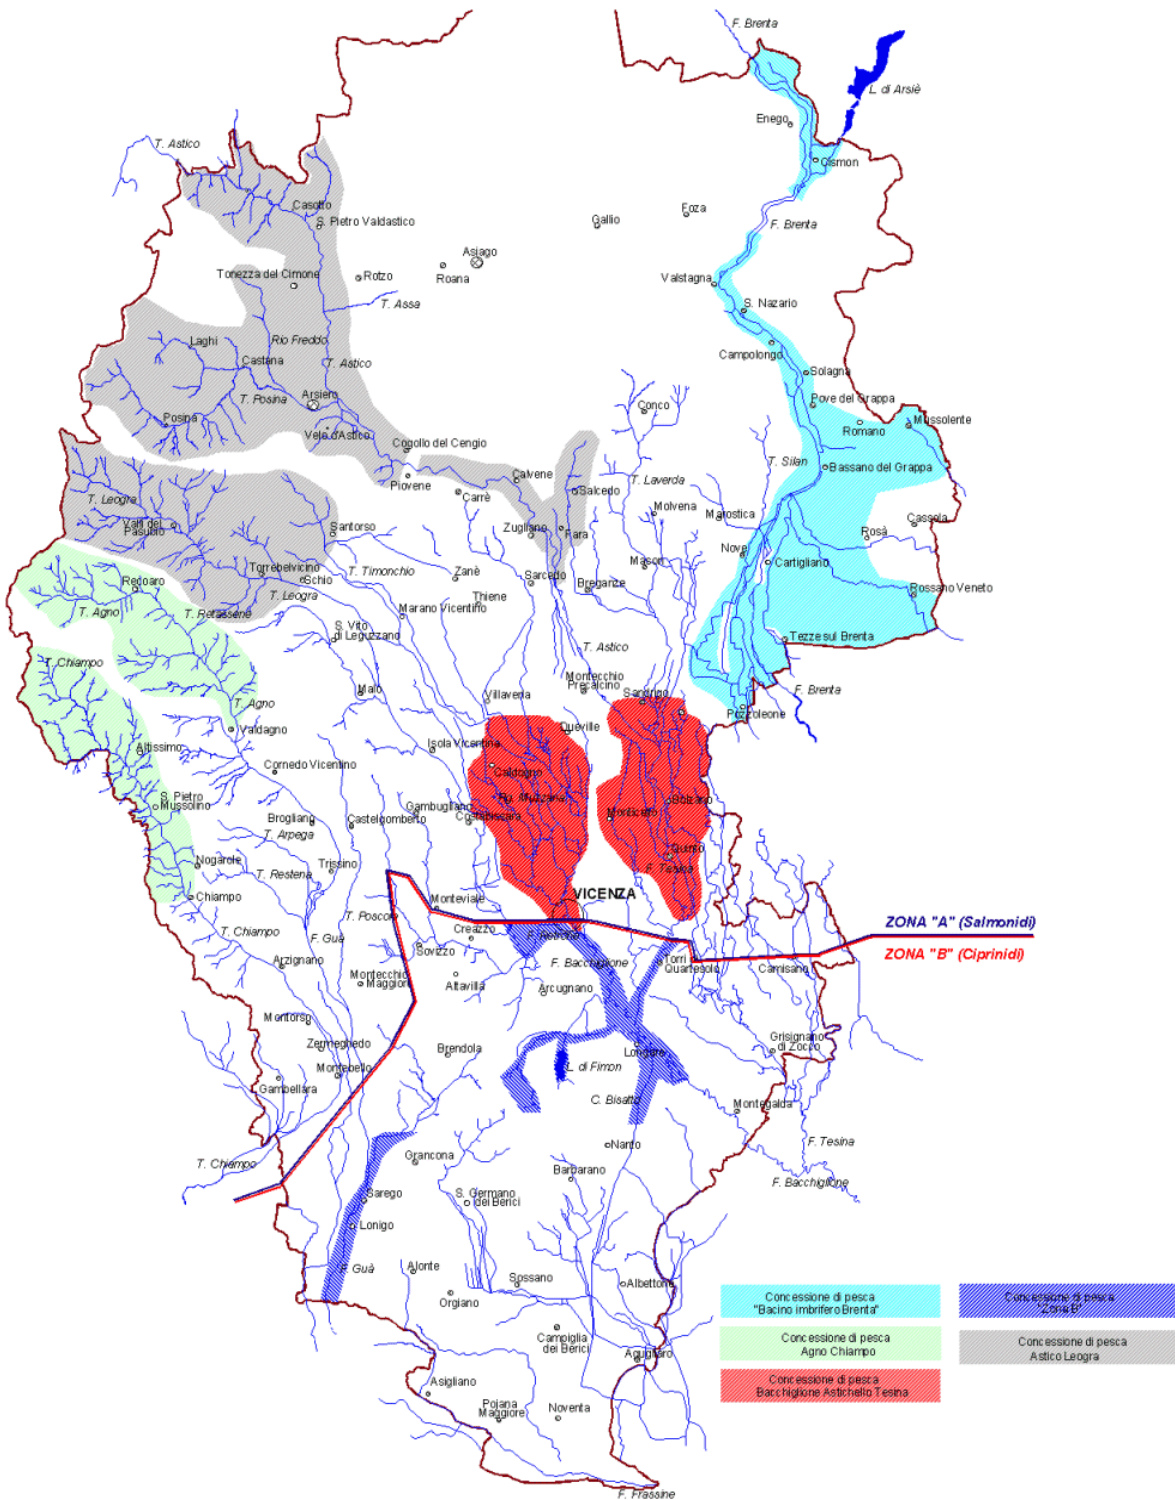 F. Brenta
L. di Arsiè
Enego
Cismon
T. Astico
Casotto
S. Pietro Valdastico
Gallio
Foza
F. Brenta
Asiago
Roana
Tonezza del Cimone
Rotzo
T. Assa
Valstagna
S. Nazario
Laghi
Rio Freddo
Campolongo
Castana
T. Astico
Solagna
Arsiero
T. Posina
Pove del Grappa
Conco
Posina
Velo d'Astico
Romano
Mussolente
Cogollo del Cengio
T. Silan
Bassano del Grappa
Piovene
Calvene
T. Laverda
T. Leogra
Carrè
Salcedo
Molvena
Marostica
Valli del
Pasubio
Santorso
Zugliano
Fara
Cassola
Rosà
Nove
Mason
Cartigliano
Torrebelvicino
Schio
T. Timonchio
Zanè
Sarcedo
Breganze
Recoaro
T. Leogra
Thiene
Rossano Veneto
T. Agno
Marano Vicentino
S. Vito
di Leguzzano
Tezze sul Brenta
T. Astico
T. Chiampo
Malo
Montecchio
Precalcino
Sandrigo
F. Brenta
T. Agno
Villaverla
Pozzoleone
Valdagno
Dueville
Altissimo
Isola Vicentina
Cornedo Vicentino
Caldogno
S. Pietro
Mussolino
Bolzano
Gambugliano
Brogliano
Castelgomberto
Costabissara
T. Arpega
Quinto
Nogarole
Trissino
F. Tesina
T. Restena
Chiampo
Monteviale
VICENZA
T. Poscola
ZONA "A" (Salmonidi)
T. Chiampo
F. Guà
Creazzo
F. Retrone
Sovizzo
ZONA "B" (Ciprinidi)
Arzignano
F. Bacchiglione
Torri di
Quartesolo
Camisano
Montecchio
Maggiore
Altavilla
Arcugnano
Montorso
Grisignano
di Zocco
Zermeghedo
Brendola
Longare
Montebello
L. di Fimon
Gambellara
C. Bisatto
Montegalda
Nanto
F. Tesina
Grancona
T. Chiampo
Barbarano
F. Bacchiglione
Sarego
S. Germano
dei Berici
Lonigo
F. Guà
Alonte
Sossano
Albettone
Orgiano
Concessione di pesca
"Bacino imbrifero Brenta"
Concessione di pesca
"Zona B"
Campiglia
dei Berici
Concessione di pesca
Agno Chiampo
Concessione di pesca
Astico Leogra
Agugliaro
Asigliano
Concessione di pesca
Bacchiglione Astichello Tesina
Pojana
Maggiore
Noventa
F. Frassine